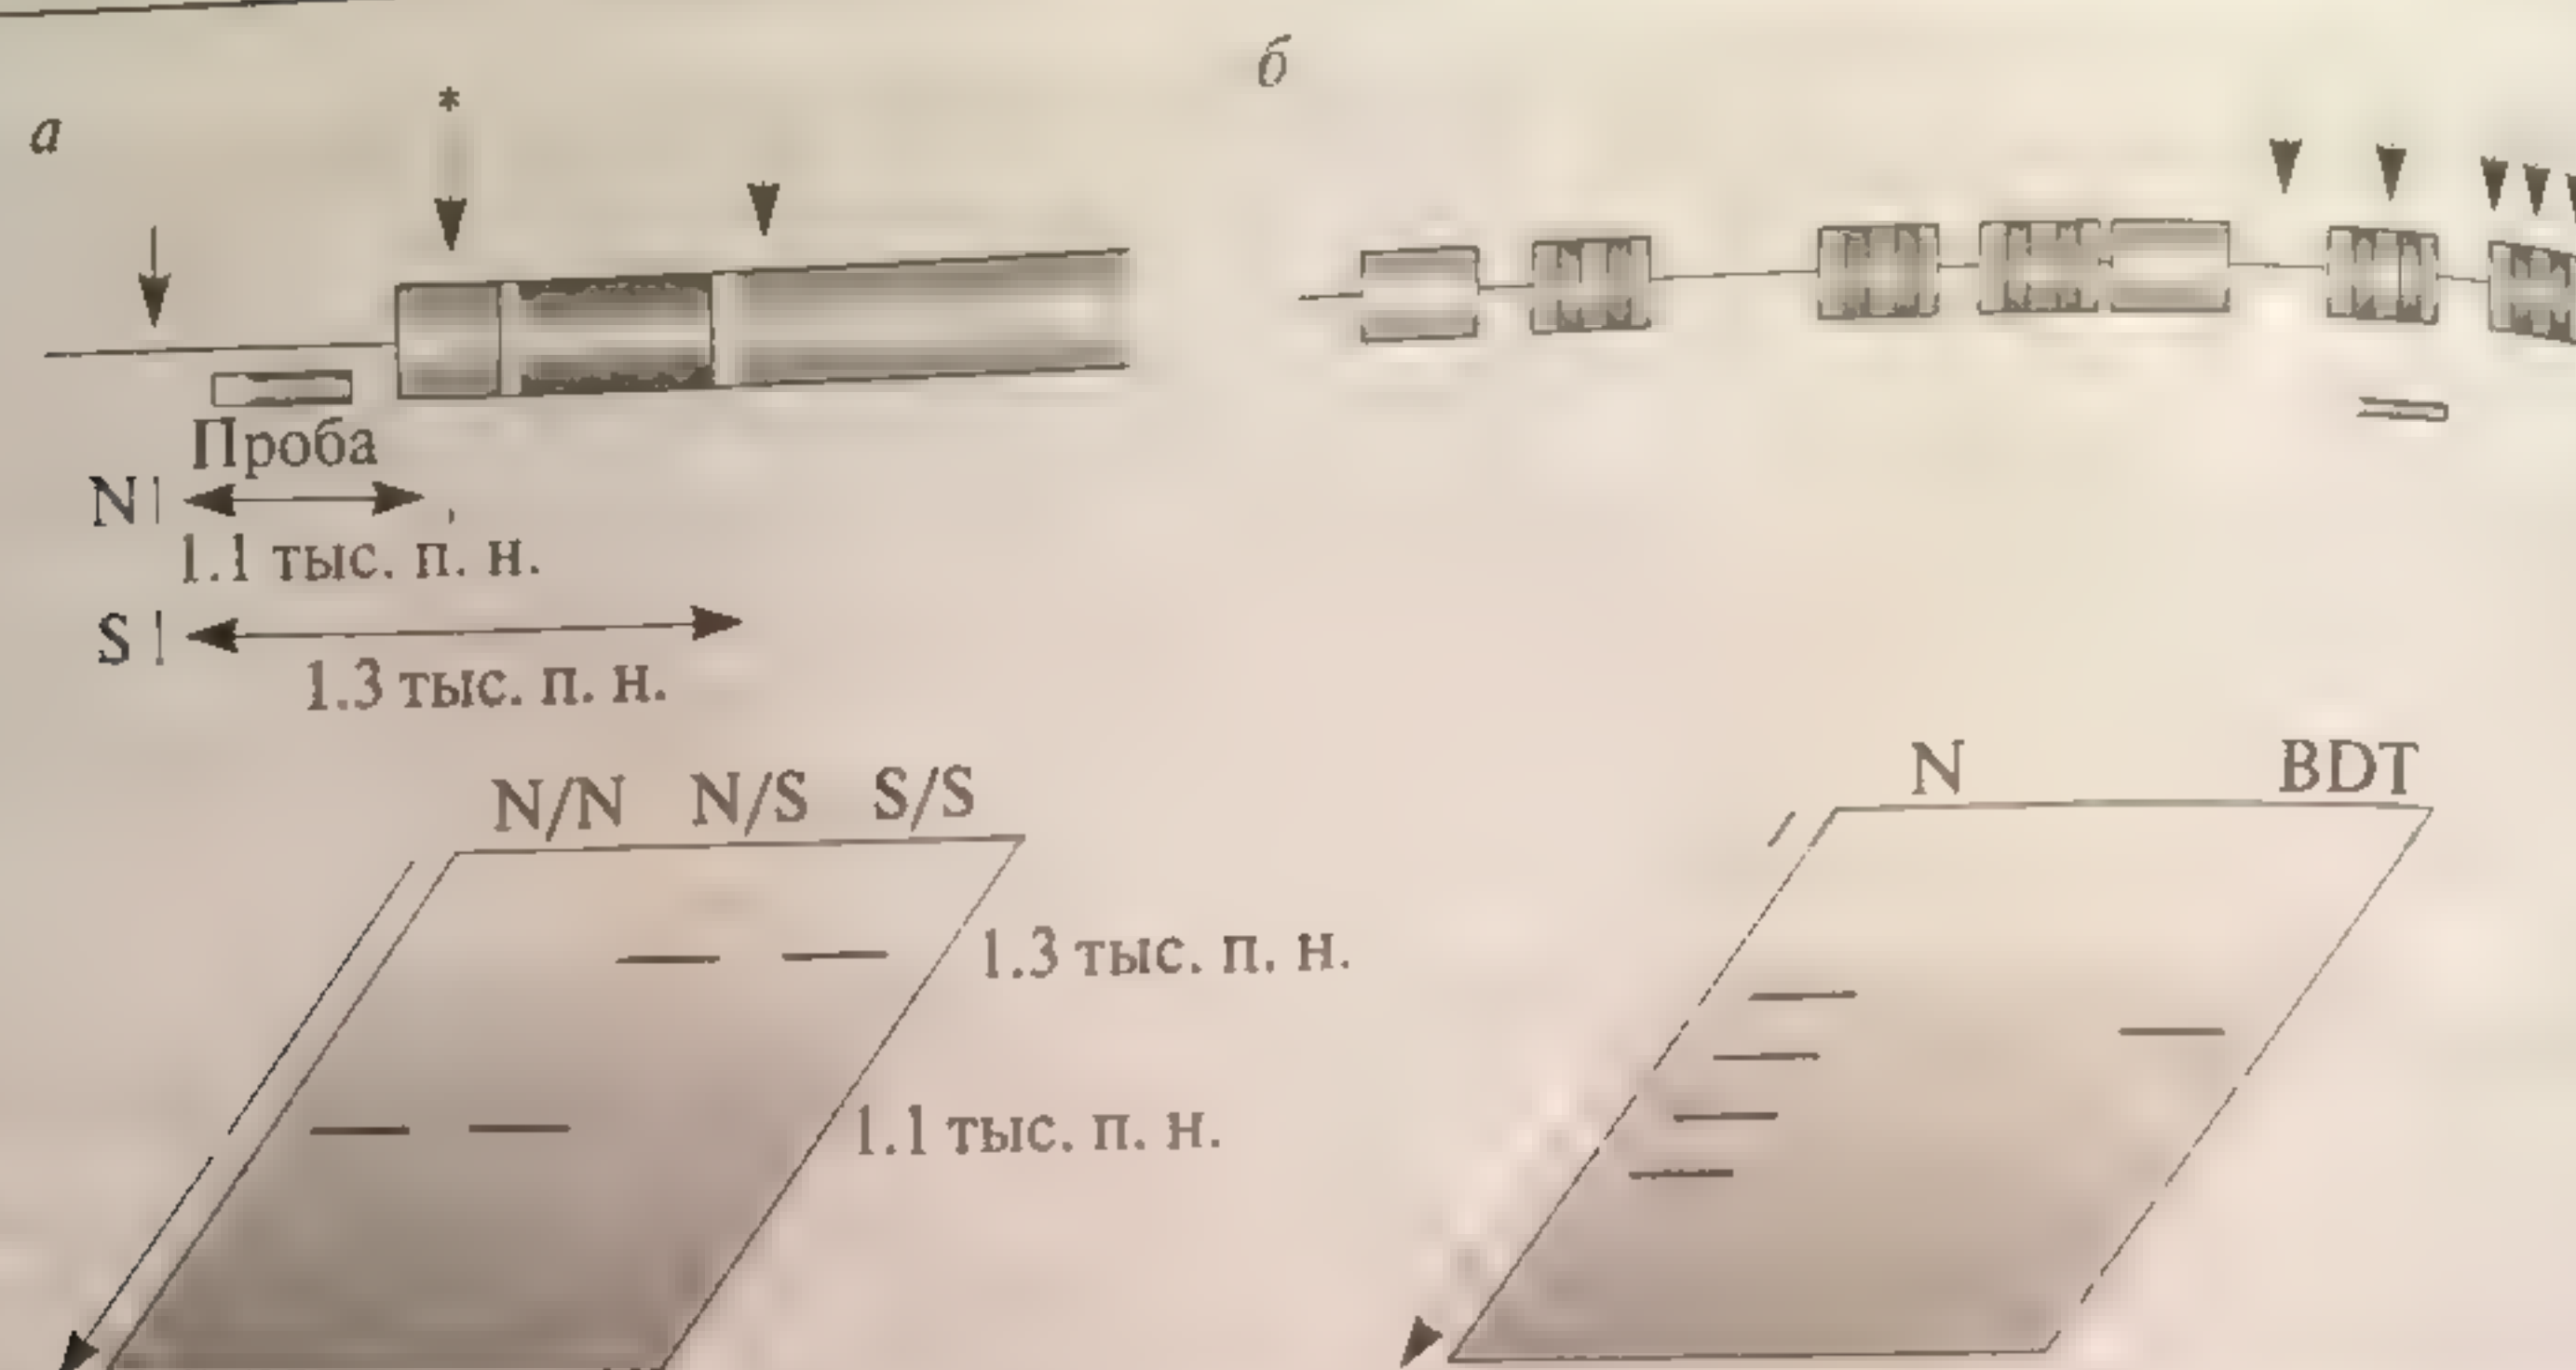 а
*
Проба
N
1.1 тыс. п. н.
S
1.3 тыс. п. н.
N/N N/S S/S
1.3 тыс. п. н.
1.1 тыс. п. н.
б
N BDT